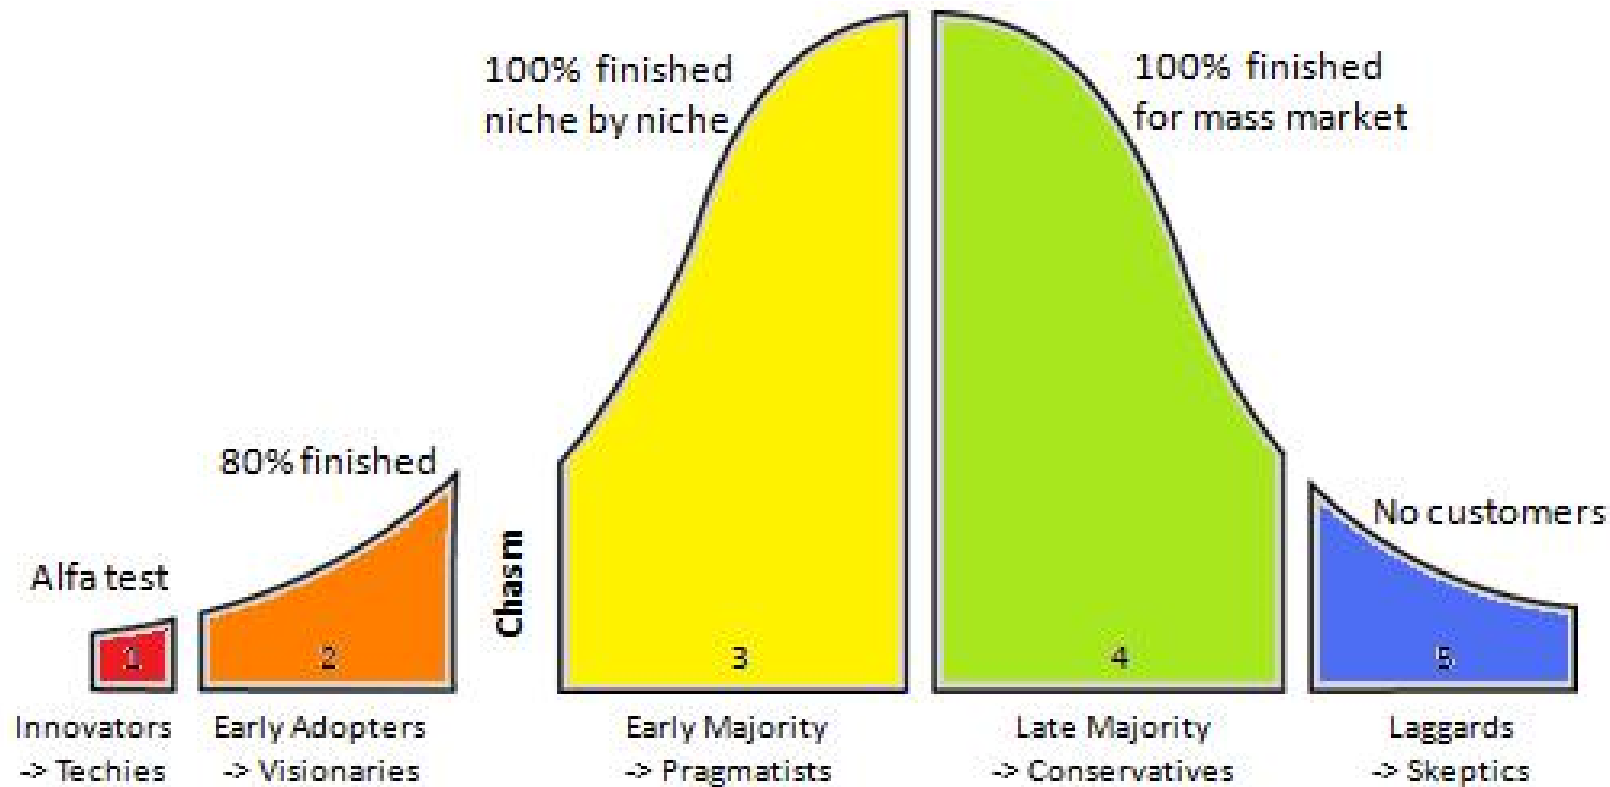 100% finished
niche by niche
100% finished
for mass market
80% finished
No customers
Alfa test
Chasm
1
2
3
4
5
Innovators
-> Techies
Early Adopters
-> Visionaries
Early Majority
-> Pragmatists
Late Majority
-> Conservatives
Laggards
-> Skeptics